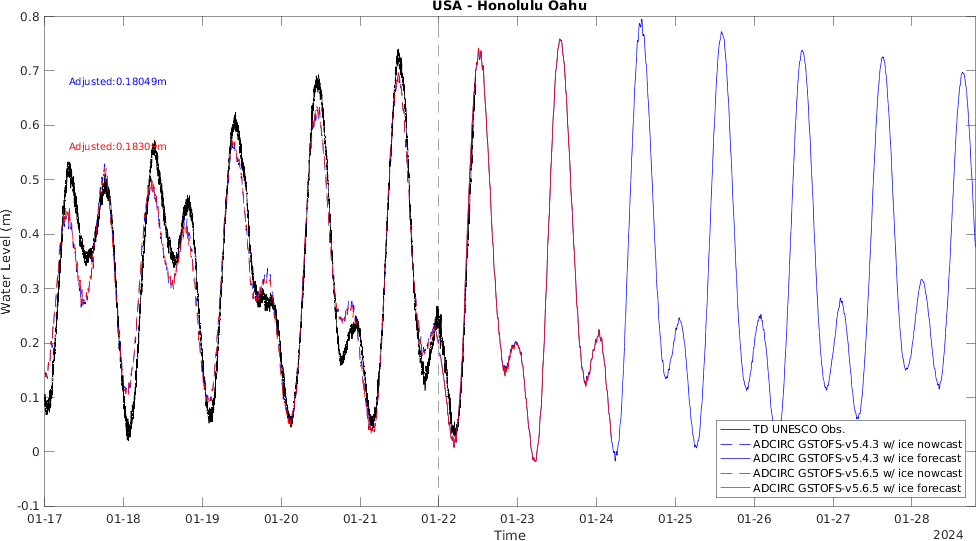 USA - Honolulu Oahu
0.8
0.7
0.6
0.5
0.4
0.3
0.2
0.1
0
-0.1
Water Level (m)
Adjusted:0.18049m
Adjusted:0.18309m
TD UNESCO Obs.
ADCIRC GSTOFS-v5.4.3 w/ ice nowcast
ADCIRC GSTOFS-v5.4.3 w/ ice forecast
ADCIRC GSTOFS-v5.6.5 w/ ice nowcast
ADCIRC GSTOFS-v5.6.5 w/ ice forecast
01-17 01-18 01-19 01-20 01-21 01-22 01-23 01-24 01-25 01-26 01-27 01-28
Time
2024